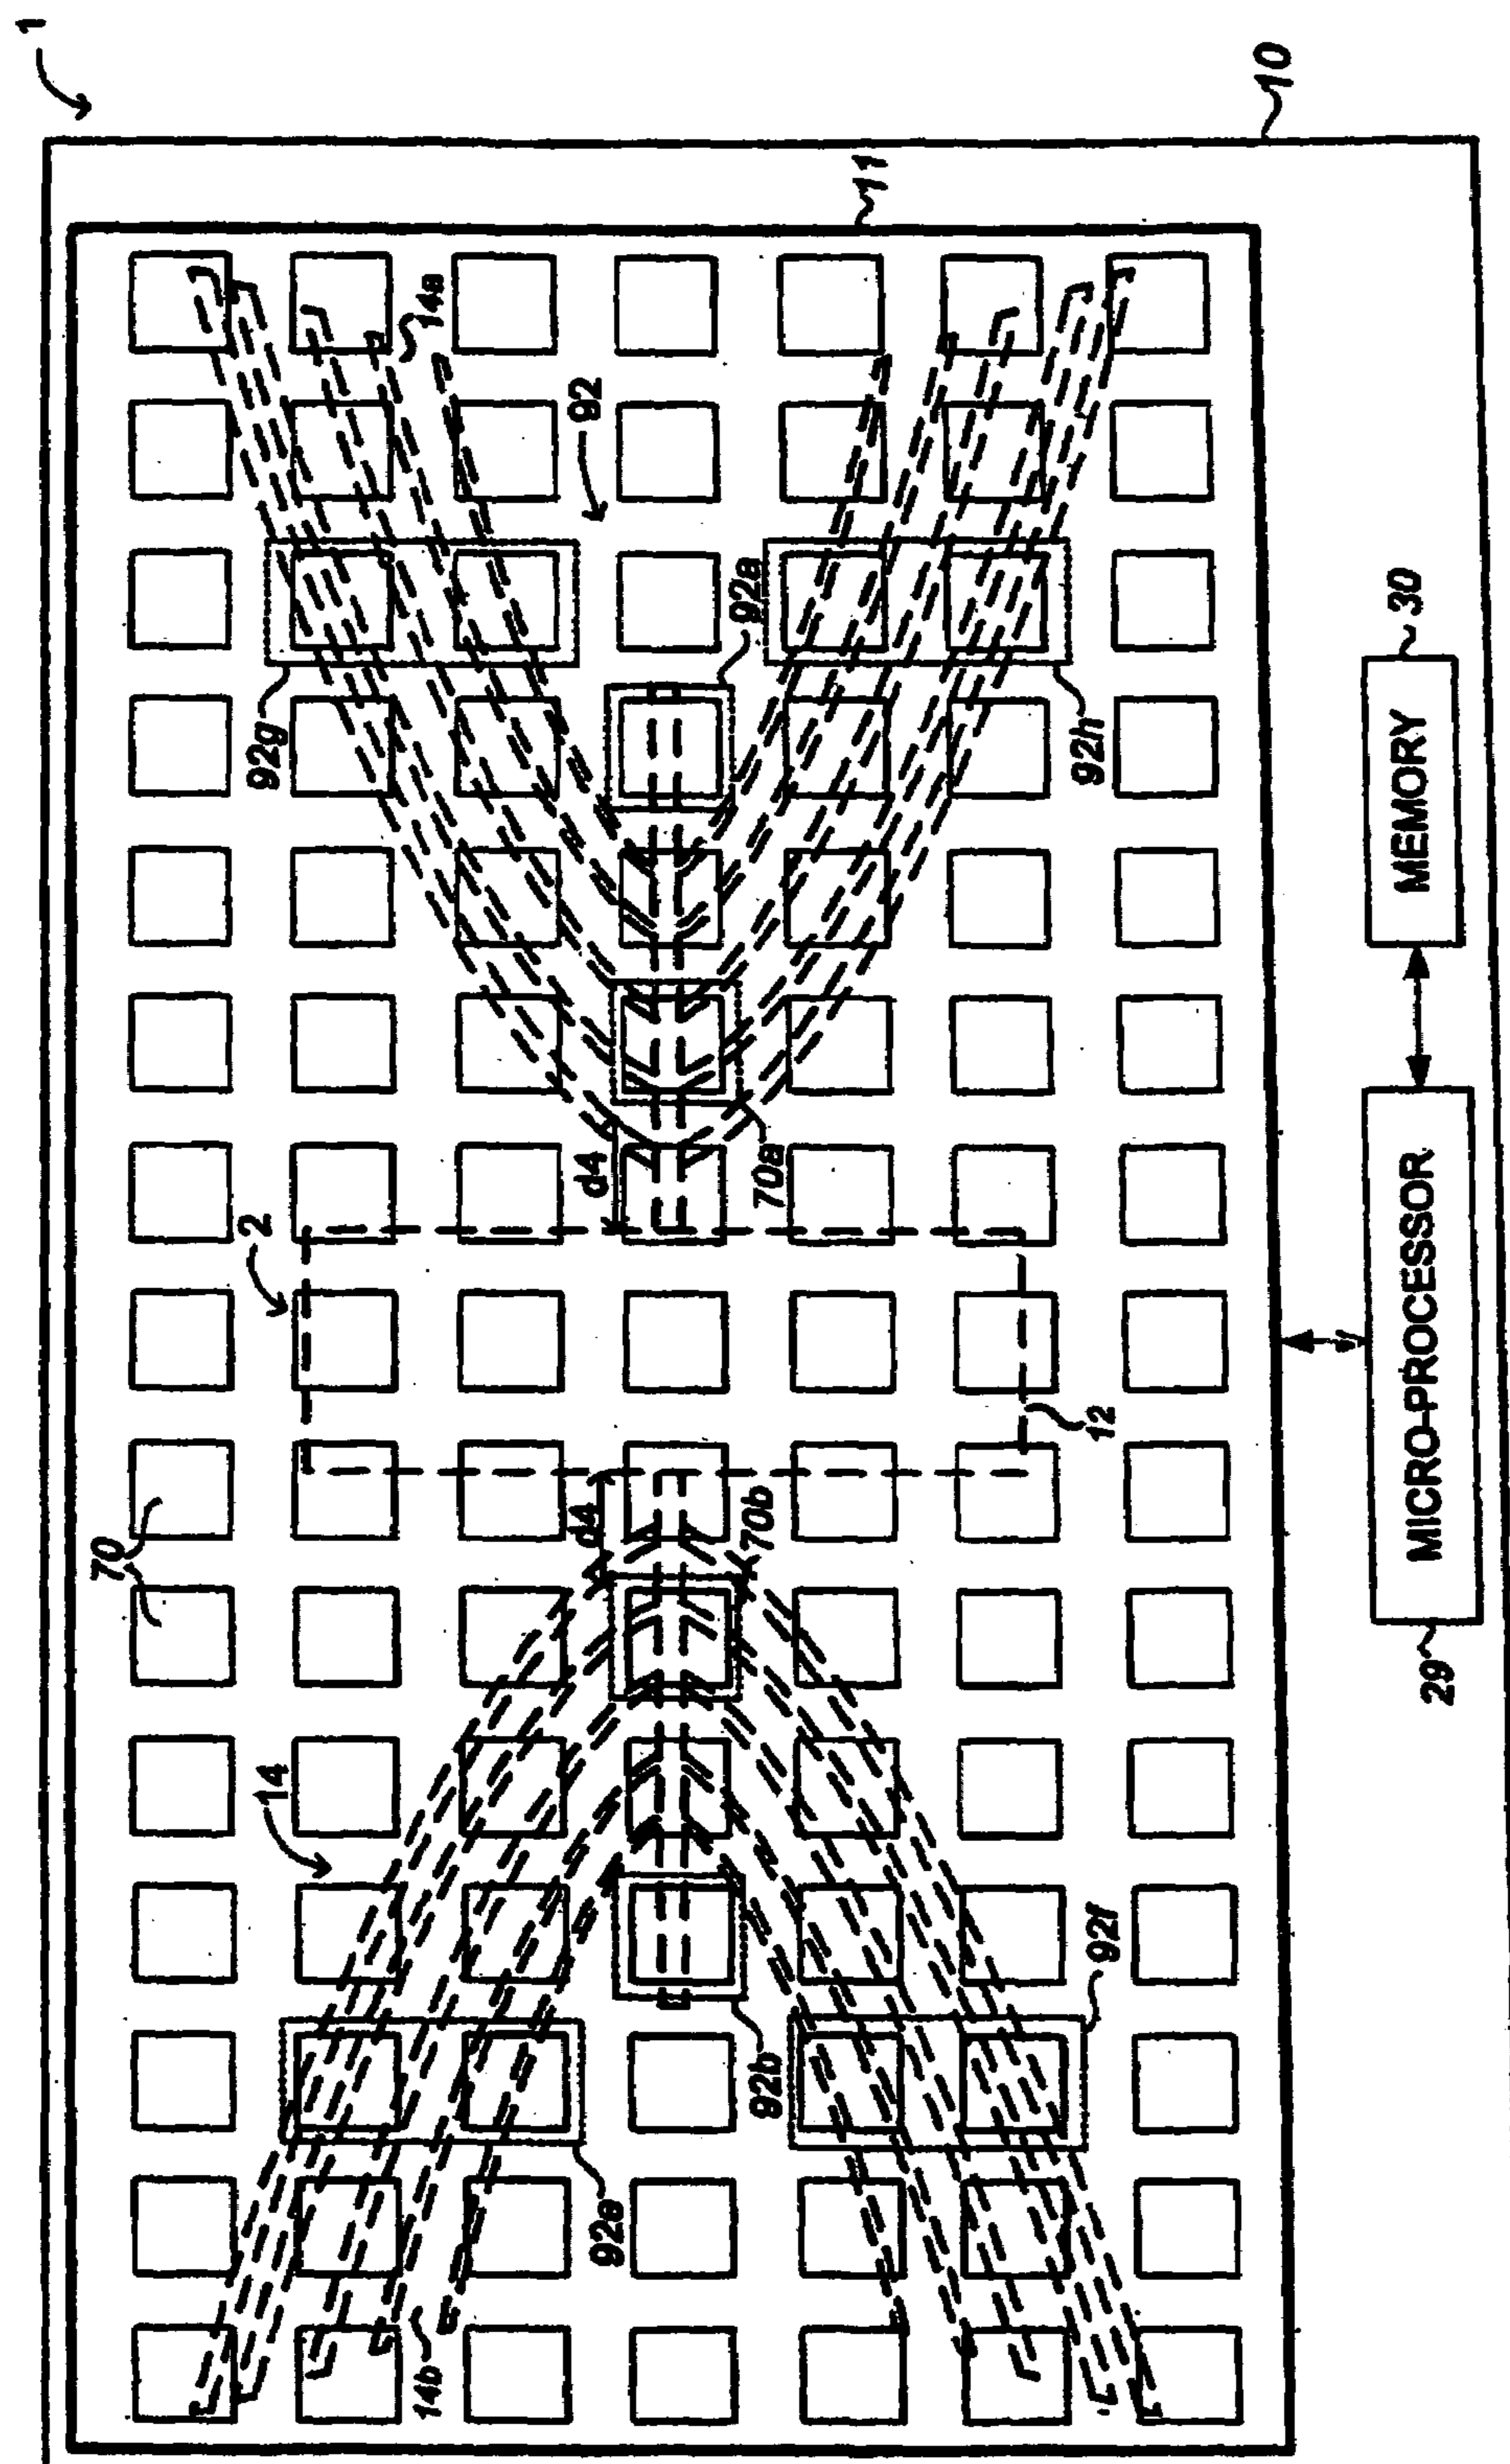 1
70
14
2
92g
14b
14a
92
d4
d4
92e
92b
70b
70a
92a
11
92f
12
92h
10
MICRO-PROCESSOR
MEMORY
29
30